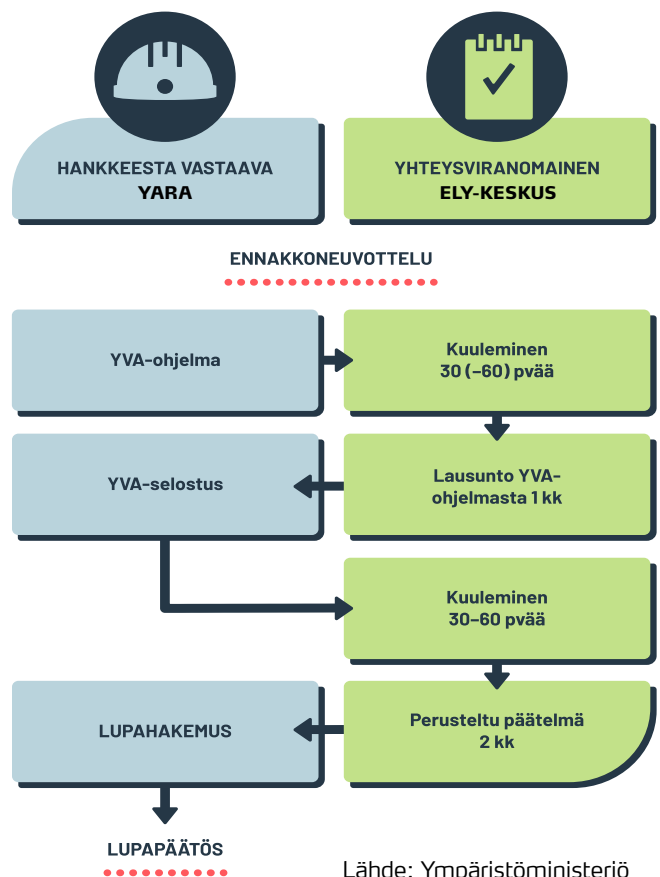 HANKKEESTA VASTAAVA
YARA
YHTEYSVIRANOMAINEN
ELY-KESKUS
ENNAKKONEUVOTTELU
YVA-ohjelma
Kuuleminen
30 (–60) pvää
YVA-selostus
Lausunto YVA-
ohjelmasta 1 kk
Kuuleminen
30–60 pvää
LUPAHAKEMUS
Perusteltu päätelmä
2 kk
LUPAPÄÄTÖS
Lähde: Ympäristöministeriö